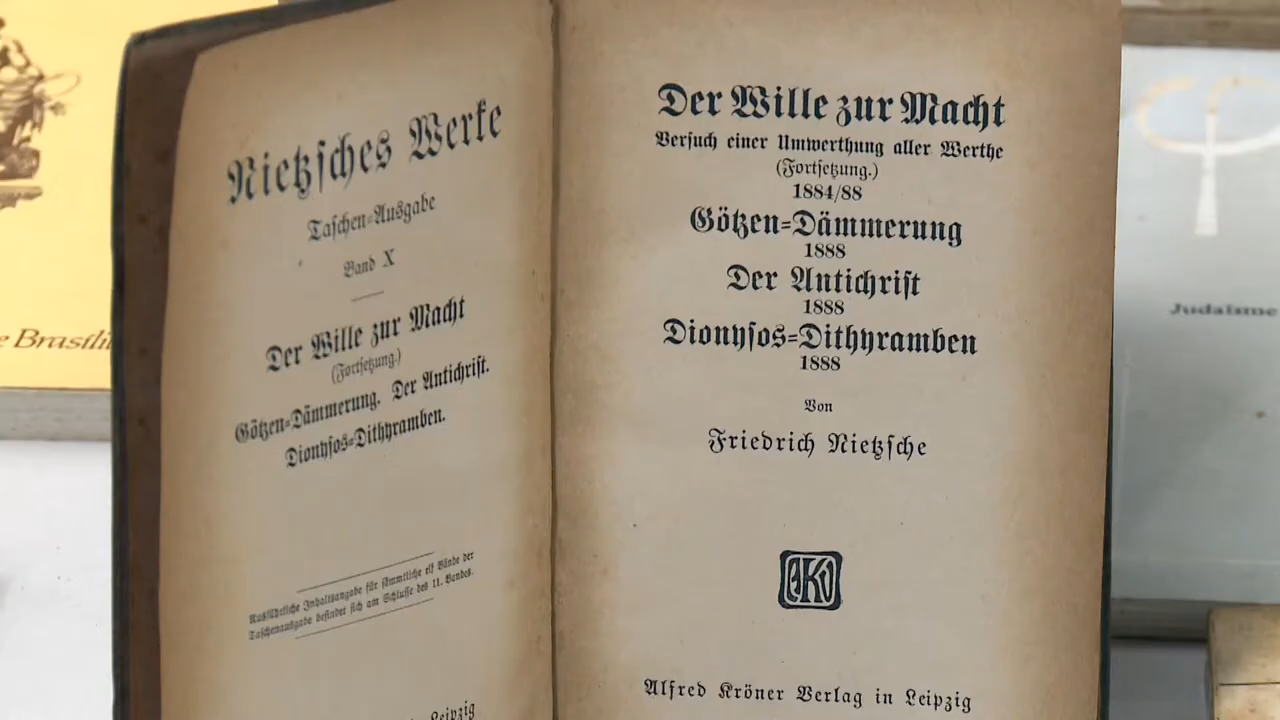 Nietzsches Werke
Taschen=Ausgabe
Band X
Der Wille zur Macht
(Fortsetzung.)
Götzen=Dämmerung. Der Antichrist.
Dionysos=Dithyramben.
Ausführliche Inhaltsangabe für sämmtliche elf Bände der
Taschenausgabe befindet sich am Schlusse des 11. Bandes.
Leipzig
Der Wille zur Macht
Versuch einer Umwerthung aller Werthe
(Fortsetzung.)
1884/88
Götzen=Dämmerung
1888
Der Antichrist
1888
Dionysos=Dithyramben
1888
Von
Friedrich Nietzsche
AKV
Alfred Kröner Verlag in Leipzig
Judaïsme